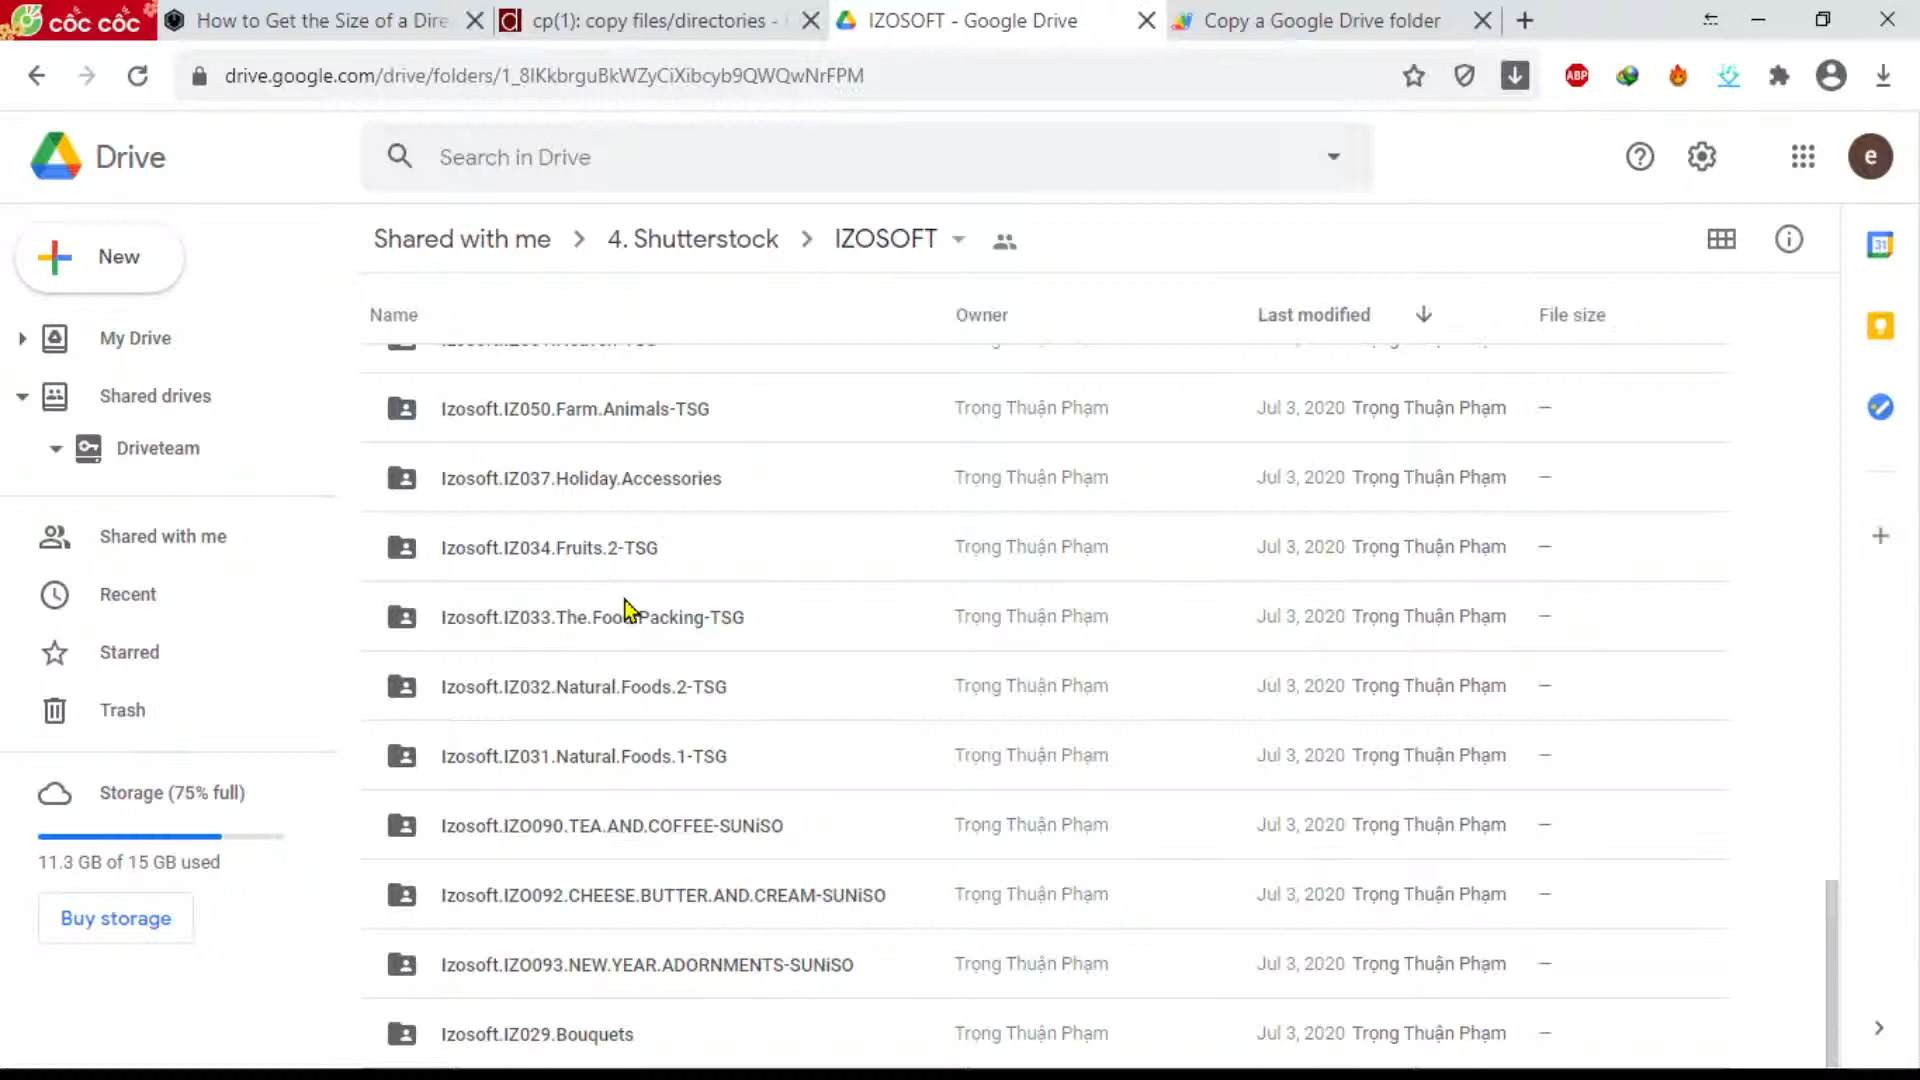 cốc cốc
How to Get the Size of a Dire
cp(1): copy files/directories -
IZOSOFT - Google Drive
Copy a Google Drive folder
drive.google.com/drive/folders/1_8IKkbrguBkWZyCiXibcyb9QWQwNrFPM
ABP
Drive
Search in Drive
e
New
Shared with me
4. Shutterstock
IZOSOFT
31
Name
Owner
Last modified
File size
My Drive
Shared drives
Driveteam
Shared with me
Recent
Starred
Trash
Storage (75% full)
11.3 GB of 15 GB used
Buy storage
Izosoft.IZ050.Farm.Animals-TSG Trọng Thuận Phạm Jul 3, 2020 Trọng Thuận Phạm —
Izosoft.IZ037.Holiday.Accessories Trọng Thuận Phạm Jul 3, 2020 Trọng Thuận Phạm —
Izosoft.IZ034.Fruits.2-TSG Trọng Thuận Phạm Jul 3, 2020 Trọng Thuận Phạm —
Izosoft.IZ033.The.Food.Packing-TSG Trọng Thuận Phạm Jul 3, 2020 Trọng Thuận Phạm —
Izosoft.IZ032.Natural.Foods.2-TSG Trọng Thuận Phạm Jul 3, 2020 Trọng Thuận Phạm —
Izosoft.IZ031.Natural.Foods.1-TSG Trọng Thuận Phạm Jul 3, 2020 Trọng Thuận Phạm —
Izosoft.IZO090.TEA.AND.COFFEE-SUNiSO Trọng Thuận Phạm Jul 3, 2020 Trọng Thuận Phạm —
Izosoft.IZO092.CHEESE.BUTTER.AND.CREAM-SUNiSO Trọng Thuận Phạm Jul 3, 2020 Trọng Thuận Phạm —
Izosoft.IZO093.NEW.YEAR.ADORNMENTS-SUNiSO Trọng Thuận Phạm Jul 3, 2020 Trọng Thuận Phạm —
Izosoft.IZ029.Bouquets Trọng Thuận Phạm Jul 3, 2020 Trọng Thuận Phạm —